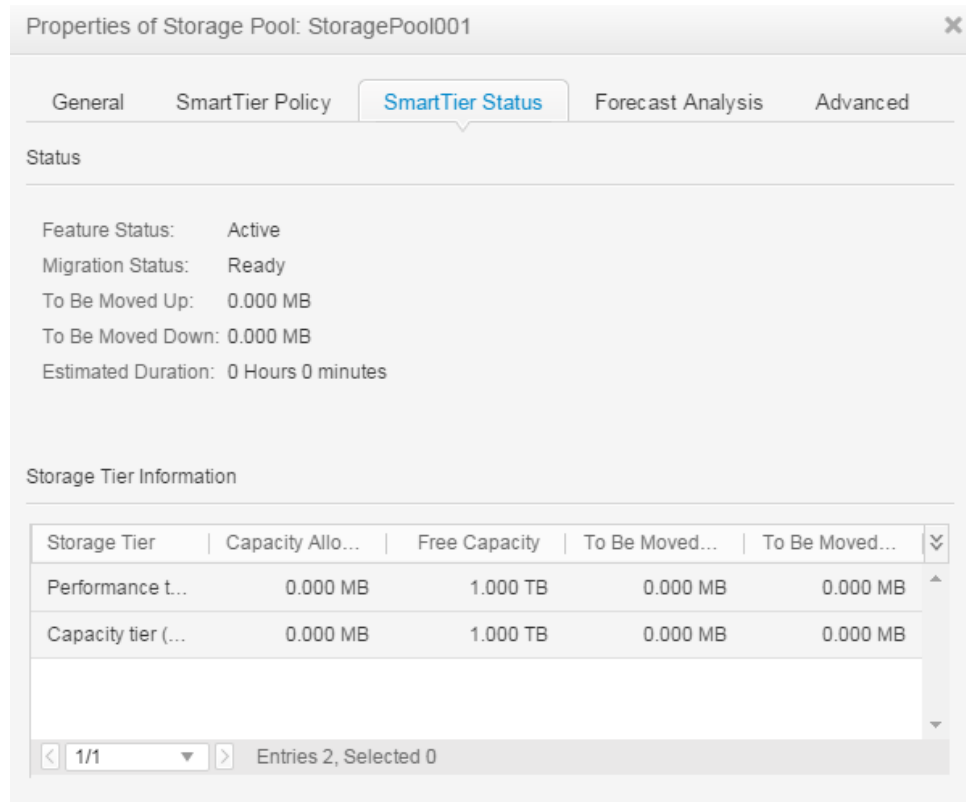 Properties of Storage Pool: StoragePool001
General SmartTier Policy SmartTier Status Forecast Analysis Advanced
Status
Feature Status: Active
Migration Status: Ready
To Be Moved Up: 0.000 MB
To Be Moved Down: 0.000 MB
Estimated Duration: 0 Hours 0 minutes
Storage Tier Information
Storage Tier Capacity Allo... Free Capacity To Be Moved... To Be Moved...
Performance t... 0.000 MB 1.000 TB 0.000 MB 0.000 MB
Capacity tier (... 0.000 MB 1.000 TB 0.000 MB 0.000 MB
1/1 Entries 2, Selected 0